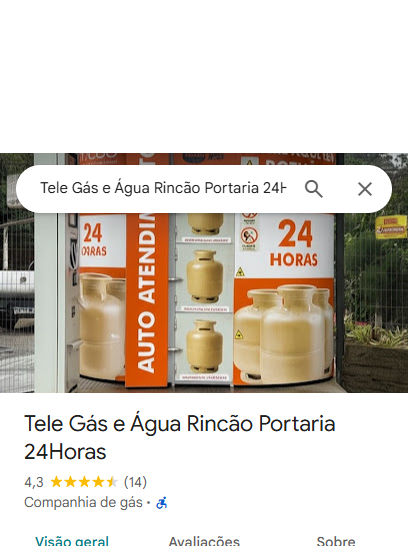 Tele Gás e Água Rincão Portaria 24H
24
HORAS
AUTO ATENDIM
24
HORAS
Tele Gás e Água Rincão Portaria
24Horas
4,3 (14)
Companhia de gás ·
Visão geral Avaliações Sobre